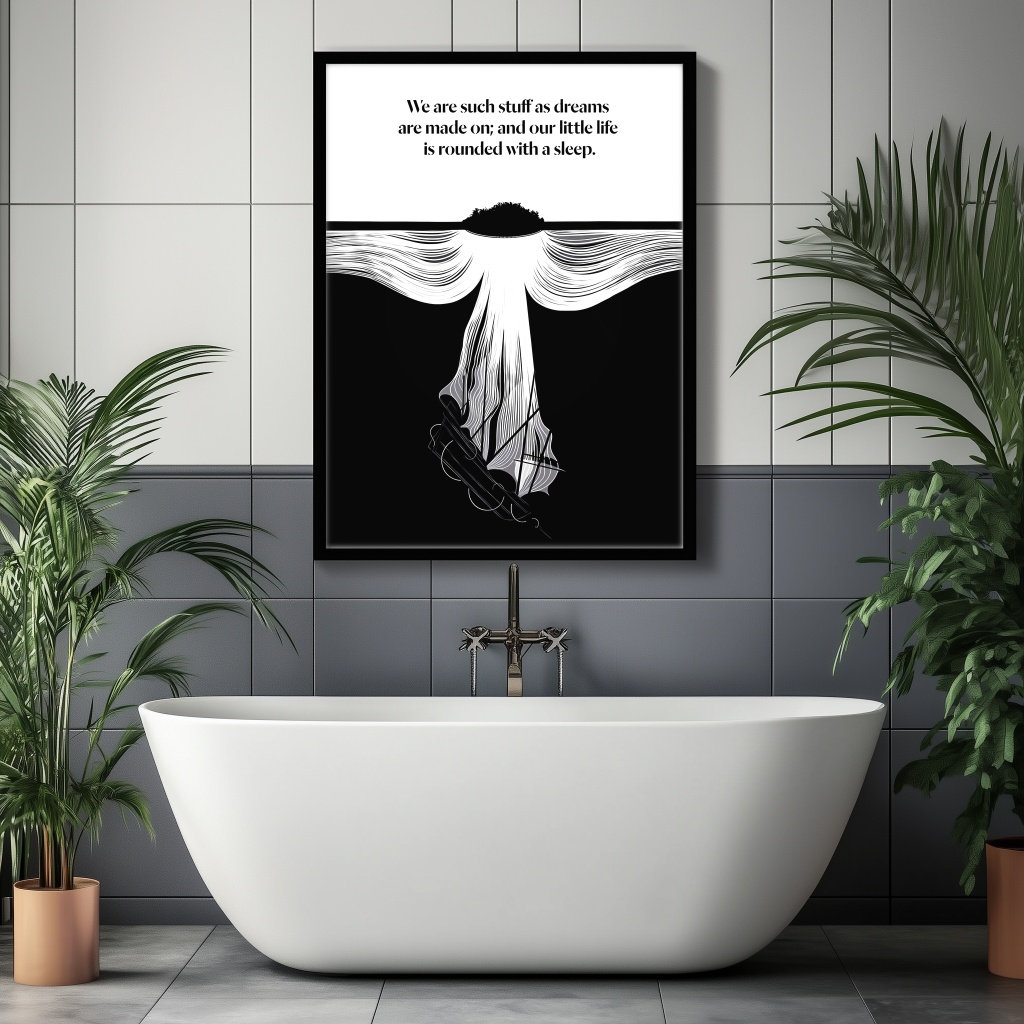 We are such stuff as dreams
are made on; and our little life
is rounded with a sleep.